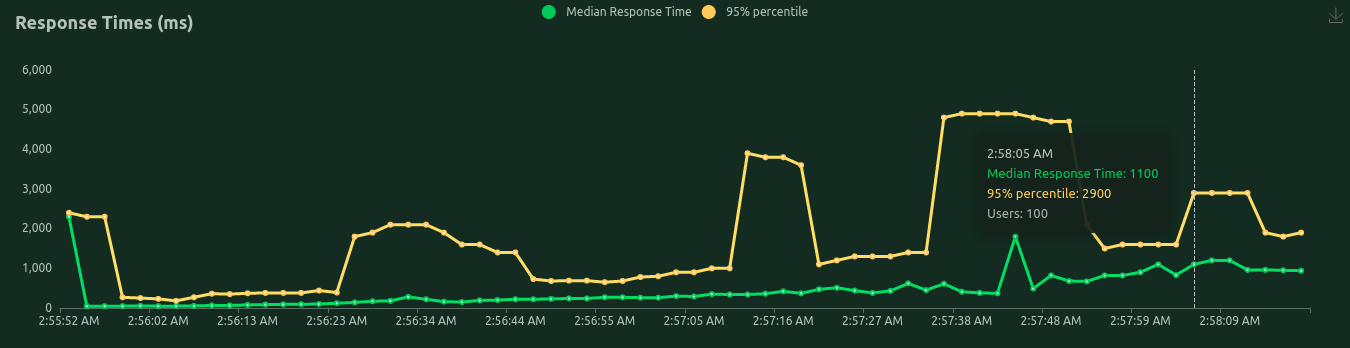 Response Times (ms)
Median Response Time
95% percentile
6,000
5,000
4,000
3,000
2,000
1,000
0
2:58:05 AM
Median Response Time: 1100
95% percentile: 2900
Users: 100
2:55:52 AM
2:56:02 AM
2:56:13 AM
2:56:23 AM
2:56:34 AM
2:56:44 AM
2:56:55 AM
2:57:05 AM
2:57:16 AM
2:57:27 AM
2:57:38 AM
2:57:48 AM
2:57:59 AM
2:58:09 AM